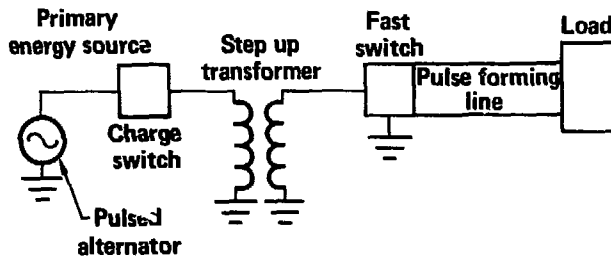 Primary
energy source
Charge
switch
Pulsed
alternator
Step up
transformer
Fast
switch
Pulse forming
line
Load